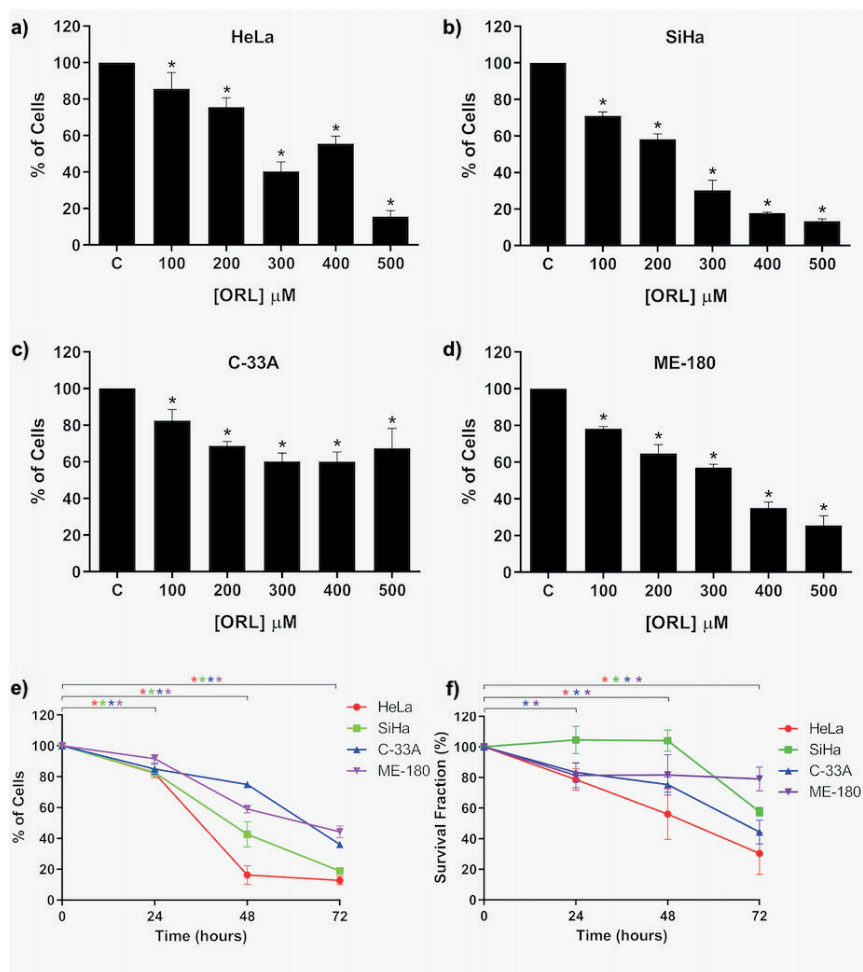 a)
HeLa
% of Cells
120
100
80
60
40
20
0
* * * * *
C 100 200 300 400 500
[ORL] μM
b)
SiHa
% of Cells
120
100
80
60
40
20
0
* * * * *
C 100 200 300 400 500
[ORL] μM
c)
C-33A
% of Cells
120
100
80
60
40
20
0
* * * * *
C 100 200 300 400 500
[ORL] μM
d)
ME-180
% of Cells
120
100
80
60
40
20
0
* * * * *
C 100 200 300 400 500
[ORL] μM
e)
* * * *
* * * *
* * * *
% of Cells
120
100
80
60
40
20
0
HeLa
SiHa
C-33A
ME-180
0 24 48 72
Time (hours)
f)
* * * *
* * *
* *
Survival Fraction (%)
120
100
80
60
40
20
0
HeLa
SiHa
C-33A
ME-180
0 24 48 72
Time (hours)